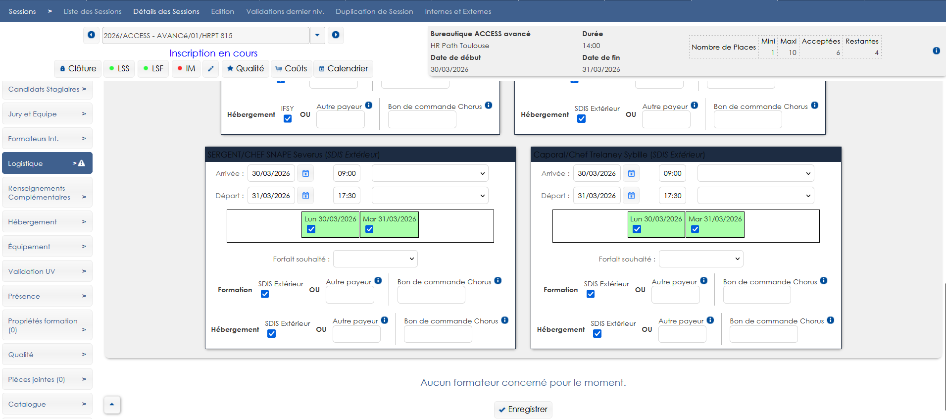 Sessions > Liste des Sessions Détails des Sessions Edition Validations dernier niv. Duplication de Session Internes et Externes
2026/ACCESS - AVANCé/01/HRPT 815
Inscription en cours
Clôture LSS LSF IM Qualité Coûts Calendrier
Bureautique ACCESS avancé
HR Path Toulouse
Date de début
30/03/2026
Durée
14:00
Date de fin
31/03/2026
Nombre de Places
Mini Maxi Acceptées Restantes
1 10 6 4
Candidats Stagiaires >
Jury et Equipe >
Formateurs Int. >
Logistique >
Renseignements Complémentaires >
Hébergement >
Équipement >
Validation UV >
Présence >
Propriétés formation (0) >
Qualité >
Pièces jointes (0) >
Catalogue >
Hébergement IFSY OU Autre payeur Bon de commande Chorus
Hébergement SDIS Extérieur OU Autre payeur Bon de commande Chorus
SERGENT/CHEF SNAPE Severus (SDIS Extérieur)
Arrivée : 30/03/2026 09:00
Départ : 31/03/2026 17:30
Lun 30/03/2026 Mar 31/03/2026
Forfait souhaité :
Formation SDIS Extérieur OU Autre payeur Bon de commande Chorus
Hébergement SDIS Extérieur OU Autre payeur Bon de commande Chorus
Caporal/Chef Trelaney Sybille (SDIS Extérieur)
Arrivée : 30/03/2026 09:00
Départ : 31/03/2026 17:30
Lun 30/03/2026 Mar 31/03/2026
Forfait souhaité :
Formation SDIS Extérieur OU Autre payeur Bon de commande Chorus
Hébergement SDIS Extérieur OU Autre payeur Bon de commande Chorus
Aucun formateur concerné pour le moment.
Enregistrer